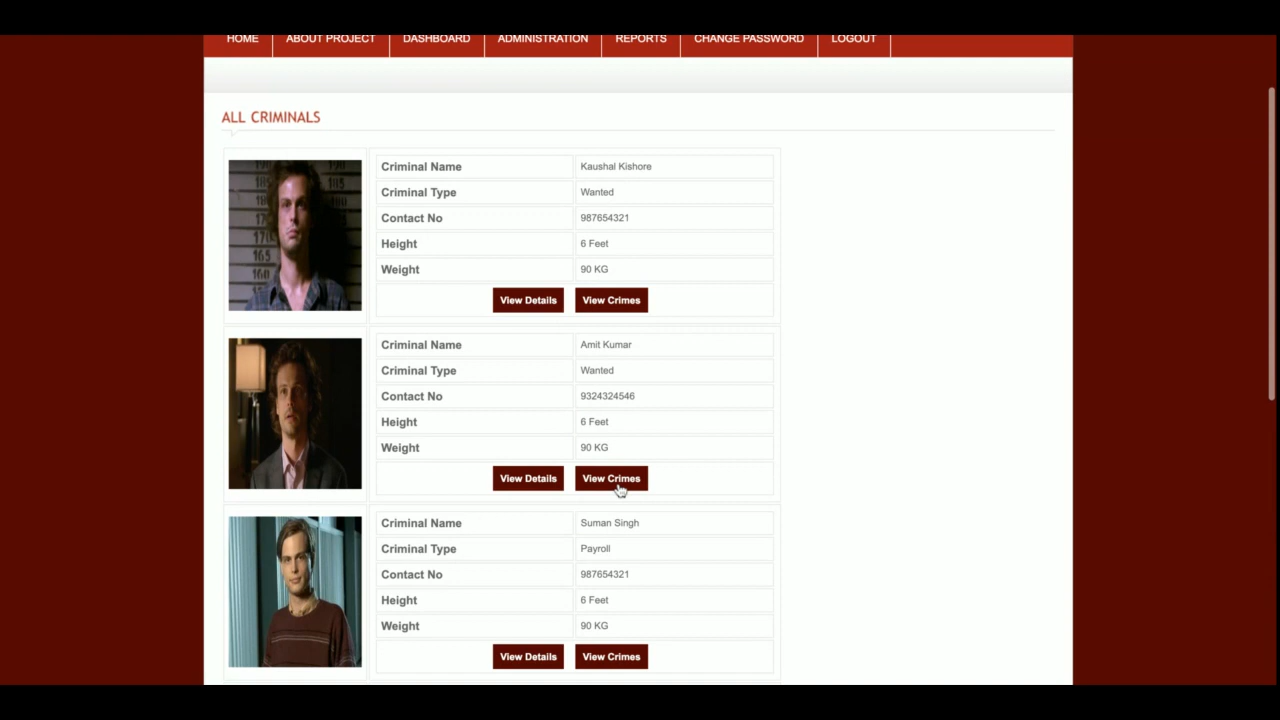 HOME ABOUT PROJECT DASHBOARD ADMINISTRATION REPORTS CHANGE PASSWORD LOGOUT
ALL CRIMINALS
Criminal Name Kaushal Kishore
Criminal Type Wanted
Contact No 987654321
Height 6 Feet
Weight 90 KG
View Details View Crimes
Criminal Name Amit Kumar
Criminal Type Wanted
Contact No 9324324546
Height 6 Feet
Weight 90 KG
View Details View Crimes
Criminal Name Suman Singh
Criminal Type Payroll
Contact No 987654321
Height 6 Feet
Weight 90 KG
View Details View Crimes